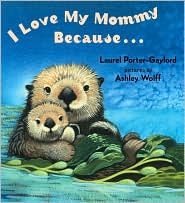 I Love My Mommy
Because...
Laurel Porter-Gaylord
pictures by
Ashley Wolff